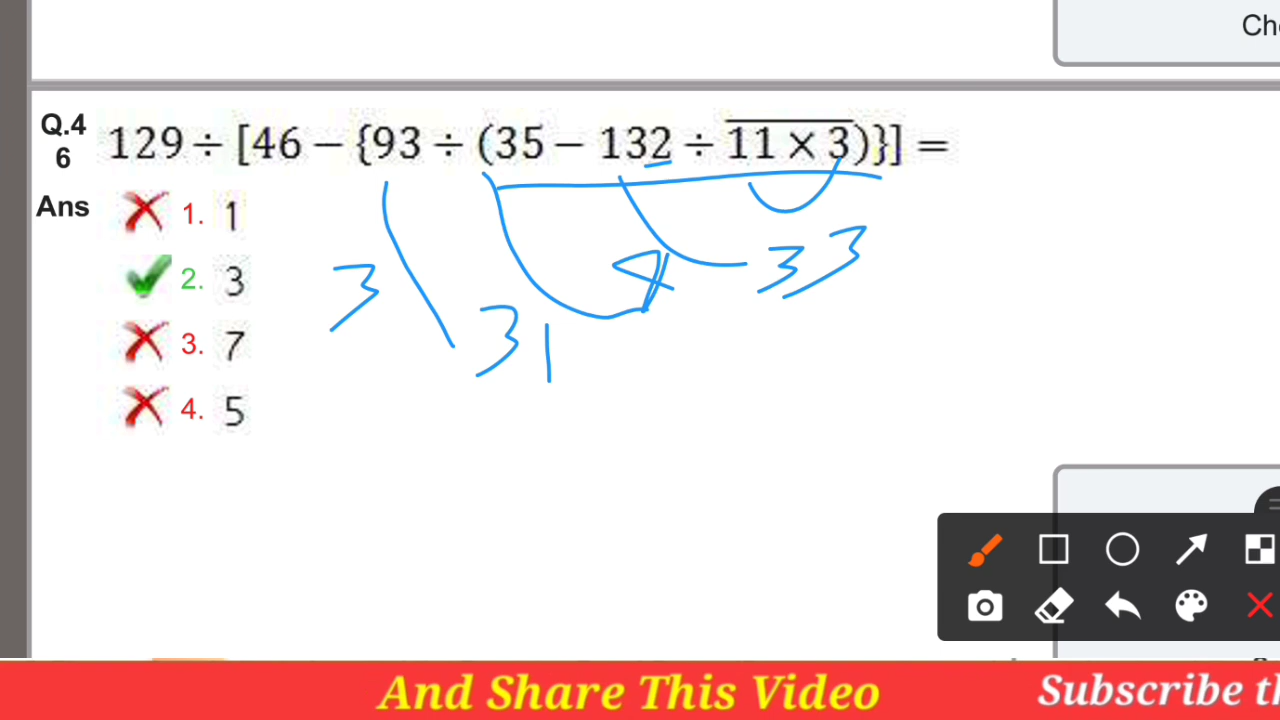 Ch
Q.4
6
129 ÷ [46 − {93 ÷ (35 − 132 ÷ 11 × 3)}] =
Ans
1. 1
2. 3
3. 7
4. 5
3
31
4
33
And Share This Video
Subscribe th